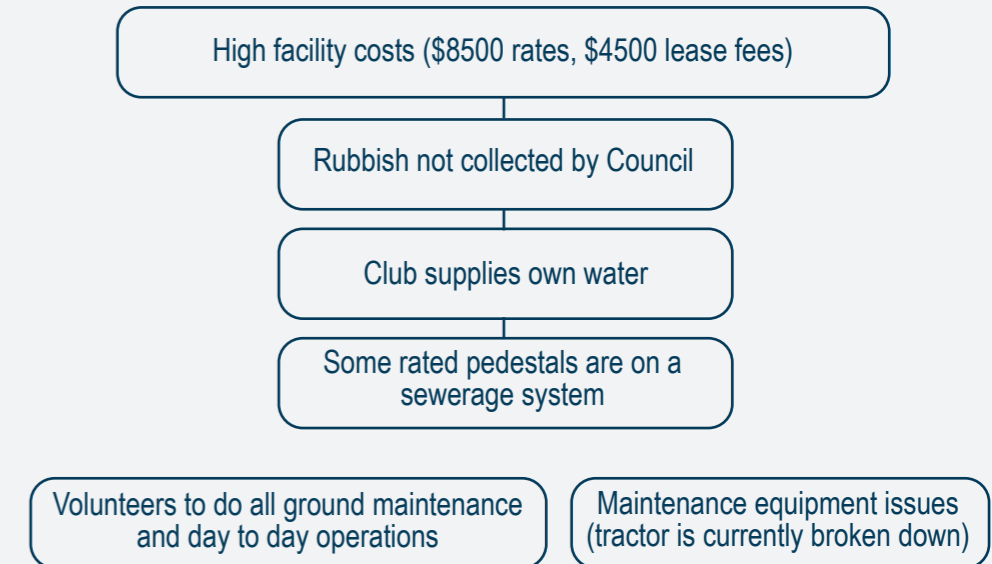 High facility costs ($8500 rates, $4500 lease fees)
Rubbish not collected by Council
Club supplies own water
Some rated pedestals are on a
sewerage system
Volunteers to do all ground maintenance
and day to day operations
Maintenance equipment issues
(tractor is currently broken down)